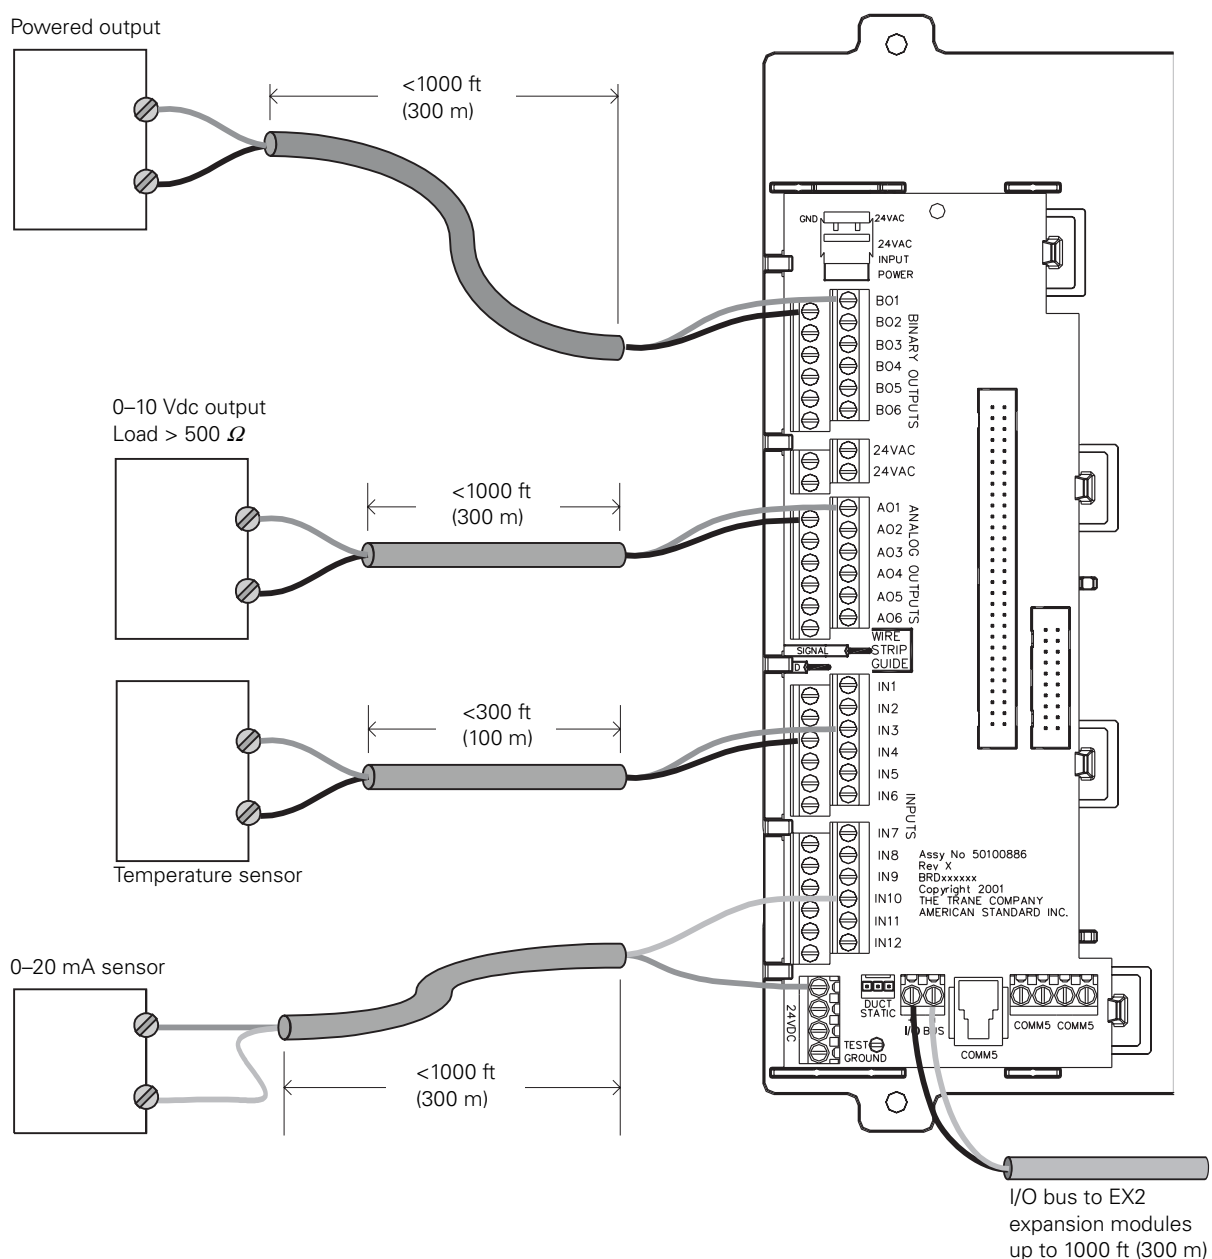 Powered output
<1000 ft
(300 m)
GND
24VAC
24VAC
INPUT
POWER
BO1
BO2
BO3
BO4
BO5
BO6
BINARY OUTPUTS
0–10 Vdc output
Load > 500 Ω
24VAC
24VAC
<1000 ft
(300 m)
AO1
AO2
AO3
AO4
AO5
AO6
ANALOG OUTPUTS
WIRE
STRIP
GUIDE
SIGNAL
D
<300 ft
(100 m)
IN1
IN2
IN3
IN4
IN5
IN6
INPUTS
Temperature sensor
IN7
IN8
IN9
IN10
IN11
IN12
Assy No 50100886
Rev X
BRDxxxxxx
Copyright 2001
THE TRANE COMPANY
AMERICAN STANDARD INC.
0–20 mA sensor
<1000 ft
(300 m)
24VDC
DUCT
STATIC
TEST
GROUND
I/O BUS
COMM5
COMM5 COMM5
I/O bus to EX2
expansion modules
up to 1000 ft (300 m)